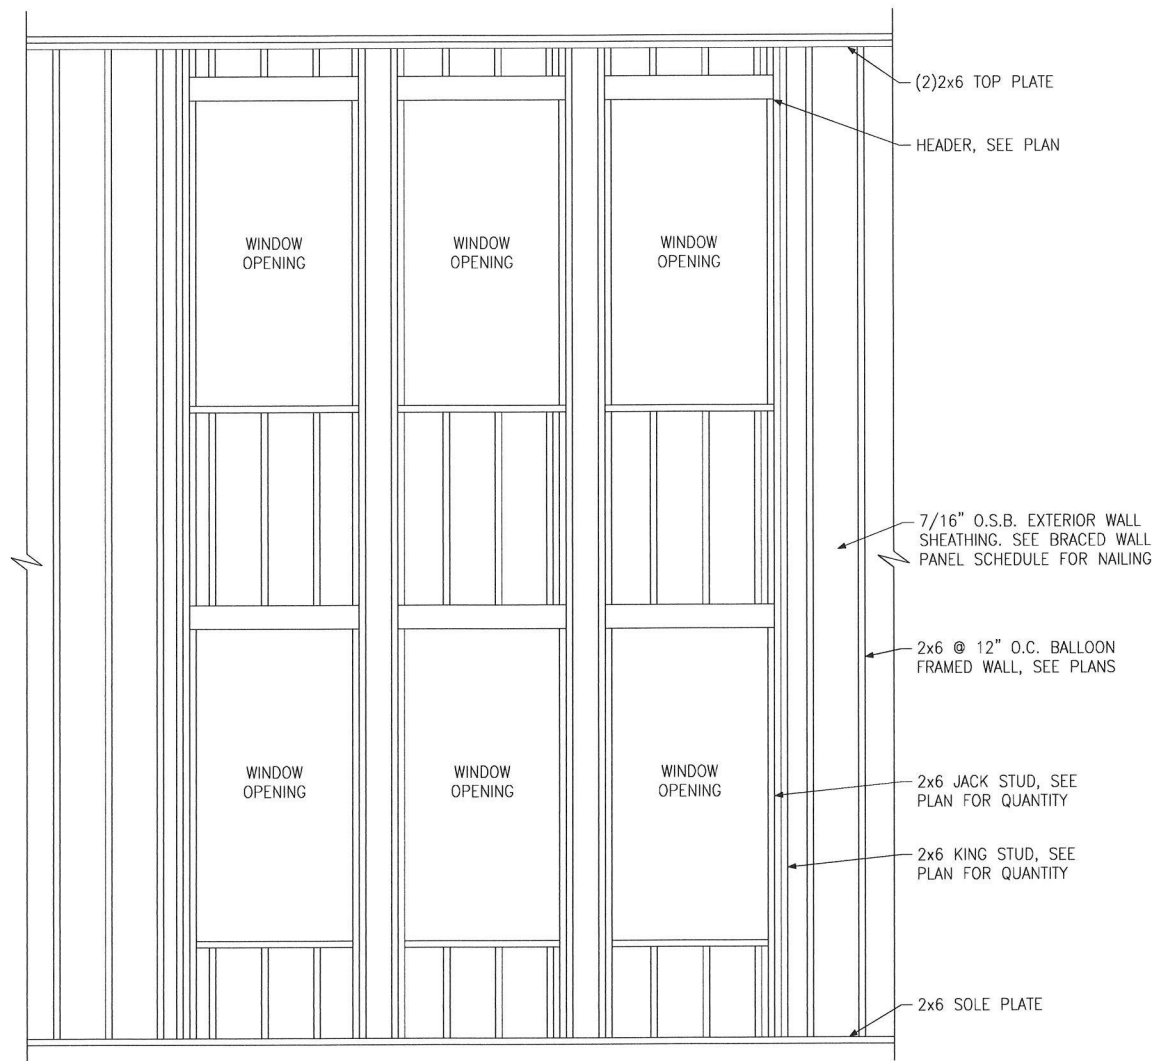 (2)2x6 TOP PLATE
HEADER, SEE PLAN
WINDOW
OPENING
WINDOW
OPENING
WINDOW
OPENING
7/16" O.S.B. EXTERIOR WALL
SHEATHING. SEE BRACED WALL
PANEL SCHEDULE FOR NAILING
2x6 @ 12" O.C. BALLOON
FRAMED WALL, SEE PLANS
WINDOW
OPENING
WINDOW
OPENING
WINDOW
OPENING
2x6 JACK STUD, SEE
PLAN FOR QUANTITY
2x6 KING STUD, SEE
PLAN FOR QUANTITY
2x6 SOLE PLATE